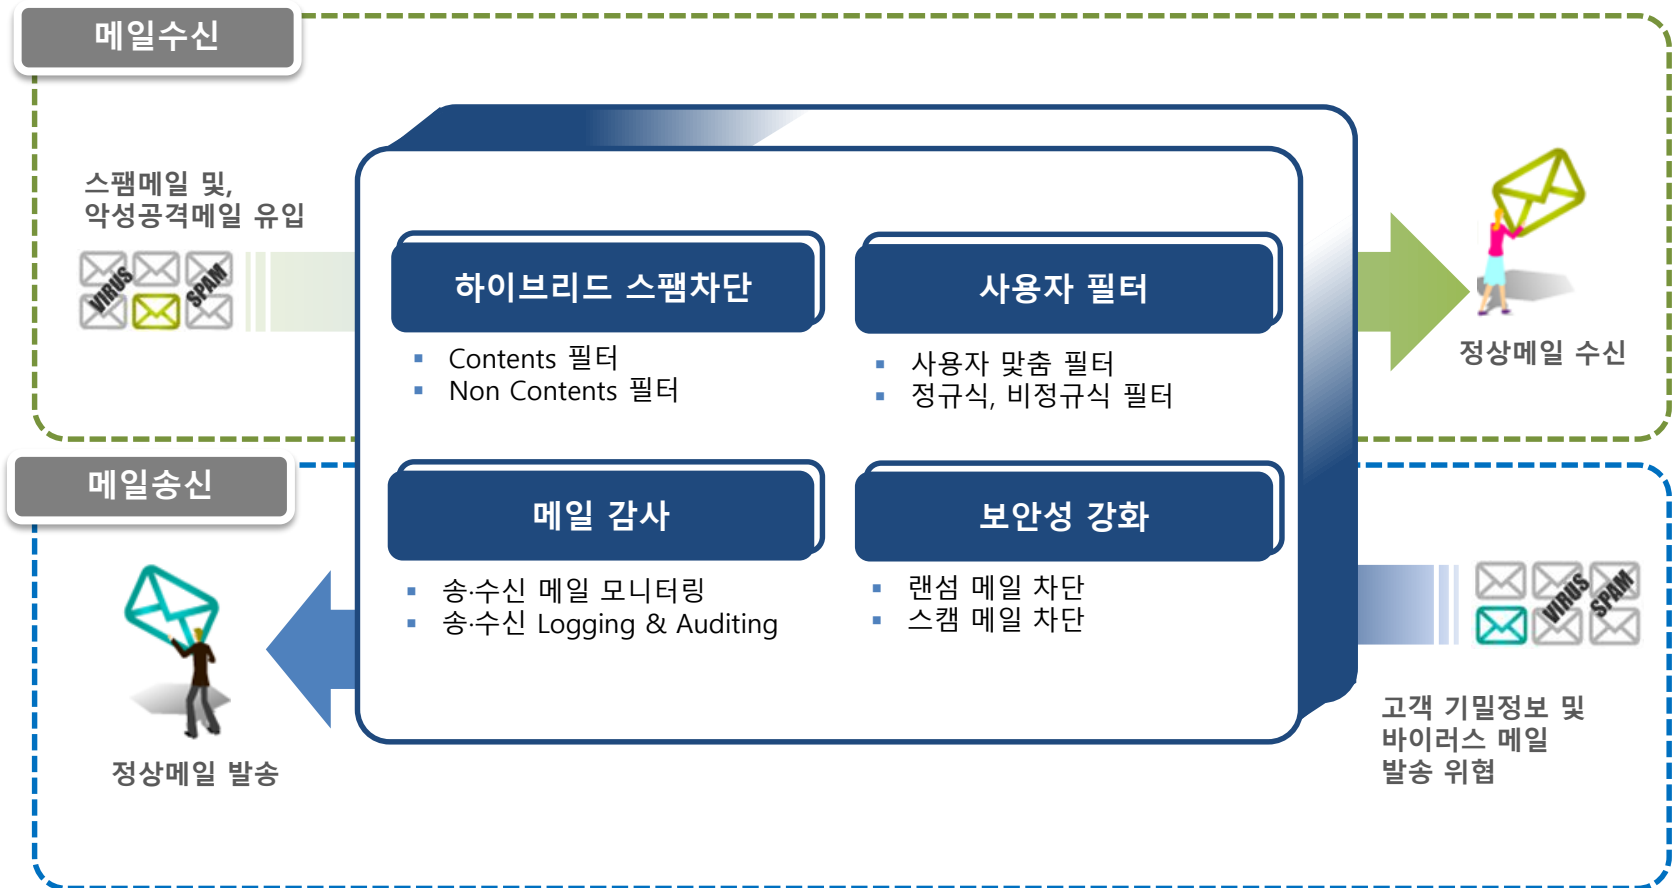 메일수신
스팸메일 및,
악성공격메일 유입
VIRUS
SPAM
하이브리드 스팸차단
Contents 필터
Non Contents 필터
사용자 필터
사용자 맞춤 필터
정규식, 비정규식 필터
정상메일 수신
메일송신
메일 감사
송·수신 메일 모니터링
송·수신 Logging & Auditing
보안성 강화
랜섬 메일 차단
스캠 메일 차단
정상메일 발송
VIRUS
SPAM
고객 기밀정보 및
바이러스 메일
발송 위협